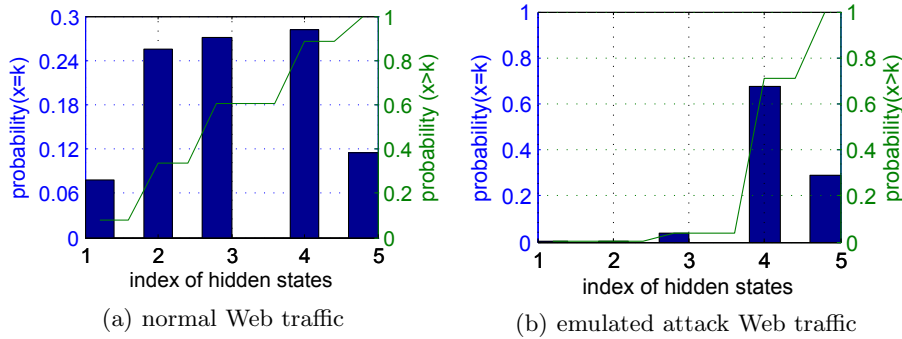 0.3
0.24
0.18
0.12
0.06
0
probability(x=k)
1
0.8
0.6
0.4
0.2
0
probability (x>k)
1 2 3 4 5
index of hidden states
(a) normal Web traffic
1
0.8
0.6
0.4
0.2
0
probability(x=k)
1
0.8
0.6
0.4
0.2
0
probability(x>k)
1 2 3 4 5
index of hidden states
(b) emulated attack Web traffic